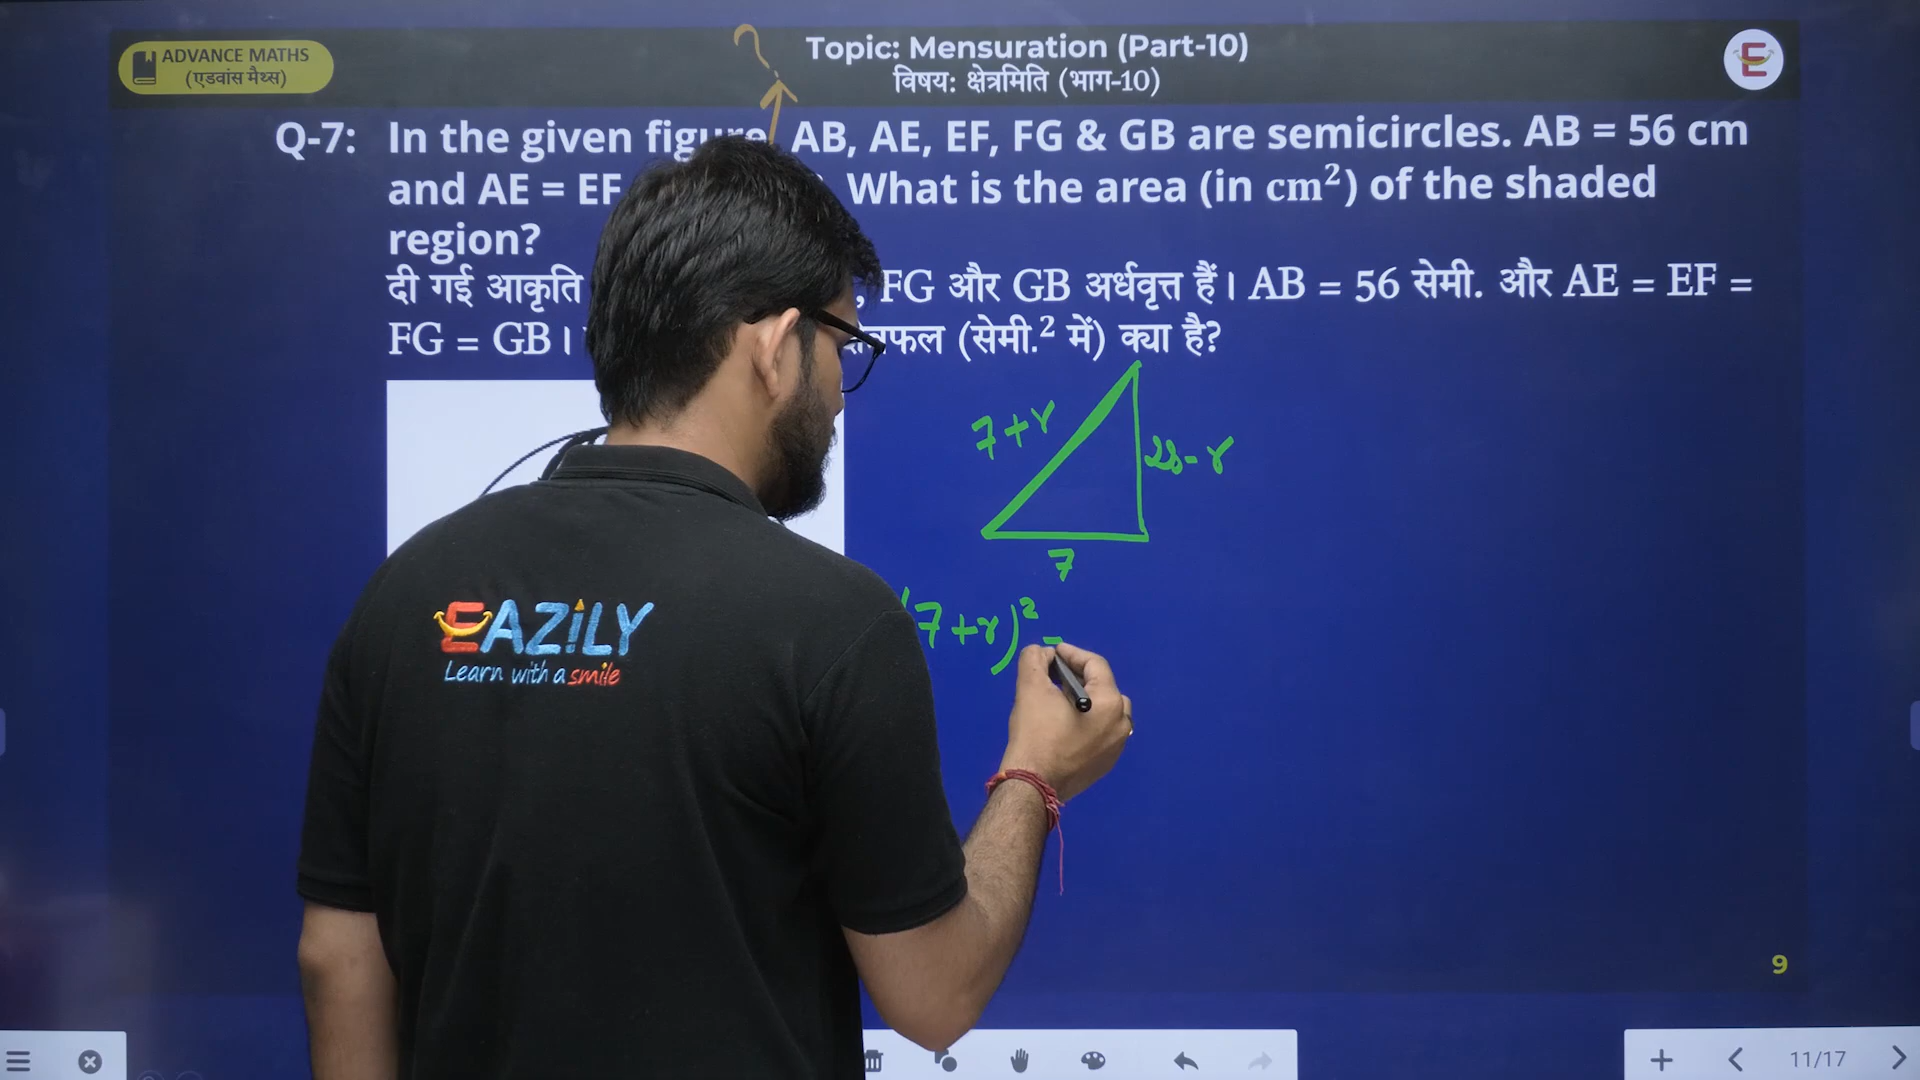 ADVANCE MATHS
(एडवांस मैथ्स)
?
Topic: Mensuration (Part-10)
विषय: क्षेत्रमिति (भाग-10)
E
Q-7: In the given figure, AB, AE, EF, FG & GB are semicircles. AB = 56 cm
and AE = EF . What is the area (in cm²) of the shaded
region?
दी गई आकृति , FG और GB अर्धवृत्त हैं। AB = 56 सेमी. और AE = EF =
FG = GB। (सेमी.² में) क्या है?
7+r
28-r
7
(7+r)² =
EAZILY
Learn with a smile
9
11/17